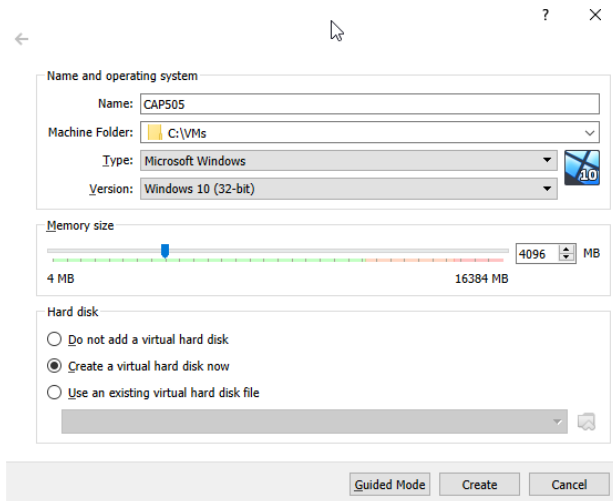 ?
Name and operating system
Name: CAP505
Machine Folder: C:\VMs
Type: Microsoft Windows
Version: Windows 10 (32-bit)
10
Memory size
4096 MB
4 MB 16384 MB
Hard disk
Do not add a virtual hard disk
Create a virtual hard disk now
Use an existing virtual hard disk file
Guided Mode Create Cancel